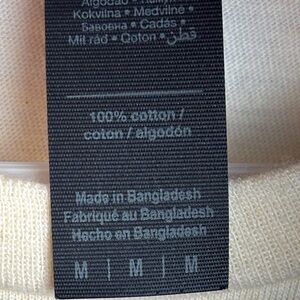 Algodão •
Kokvilna • Medvilnė •
Бавовна • Cadás •
Mit rád • Qoton • قطن
100% cotton /
coton / algodón
Made in Bangladesh
Fabriqué au Bangladesh
Hecho en Bangladesh
M | M | M